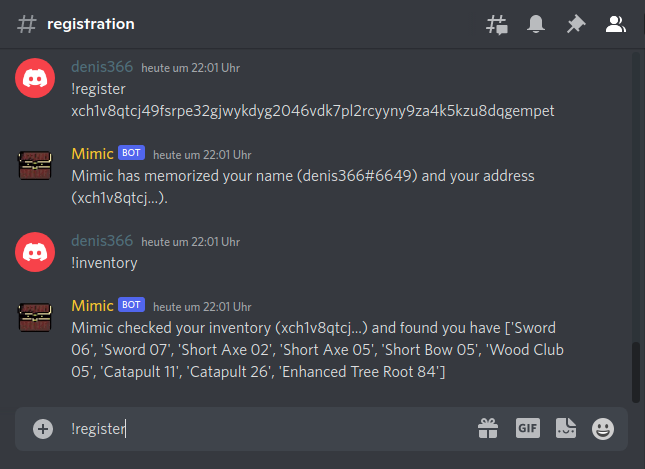 registration
denis366 heute um 22:01 Uhr
!register
xch1v8qtcj49fsrpe32gjwykdyg2046vdk7pl2rcyyny9za4k5kzu8dqgempet
Mimic BOT heute um 22:01 Uhr
Mimic has memorized your name (denis366#6649) and your address
(xch1v8qtcj...).
denis366 heute um 22:01 Uhr
!inventory
Mimic BOT heute um 22:01 Uhr
Mimic checked your inventory (xch1v8qtcj...) and found you have ['Sword
06', 'Sword 07', 'Short Axe 02', 'Short Axe 05', 'Short Bow 05', 'Wood Club
05', 'Catapult 11', 'Catapult 26', 'Enhanced Tree Root 84']
!register
GIF